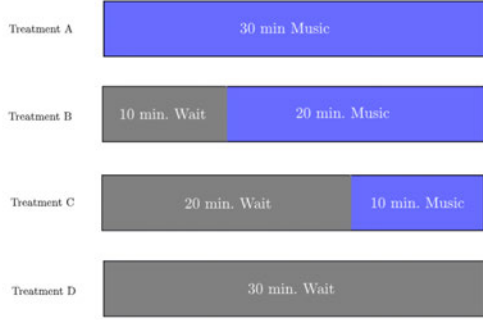 Treatment A 30 min Music
Treatment B 10 min. Wait 20 min. Music
Treatment C 20 min. Wait 10 min. Music
Treatment D 30 min. Wait